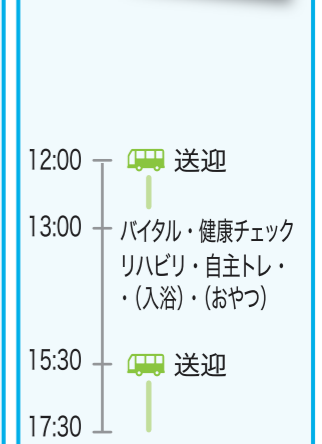 12:00 送迎
13:00 バイタル・健康チェック
リハビリ・自主トレ・
・(入浴)・(おやつ)
15:30 送迎
17:30